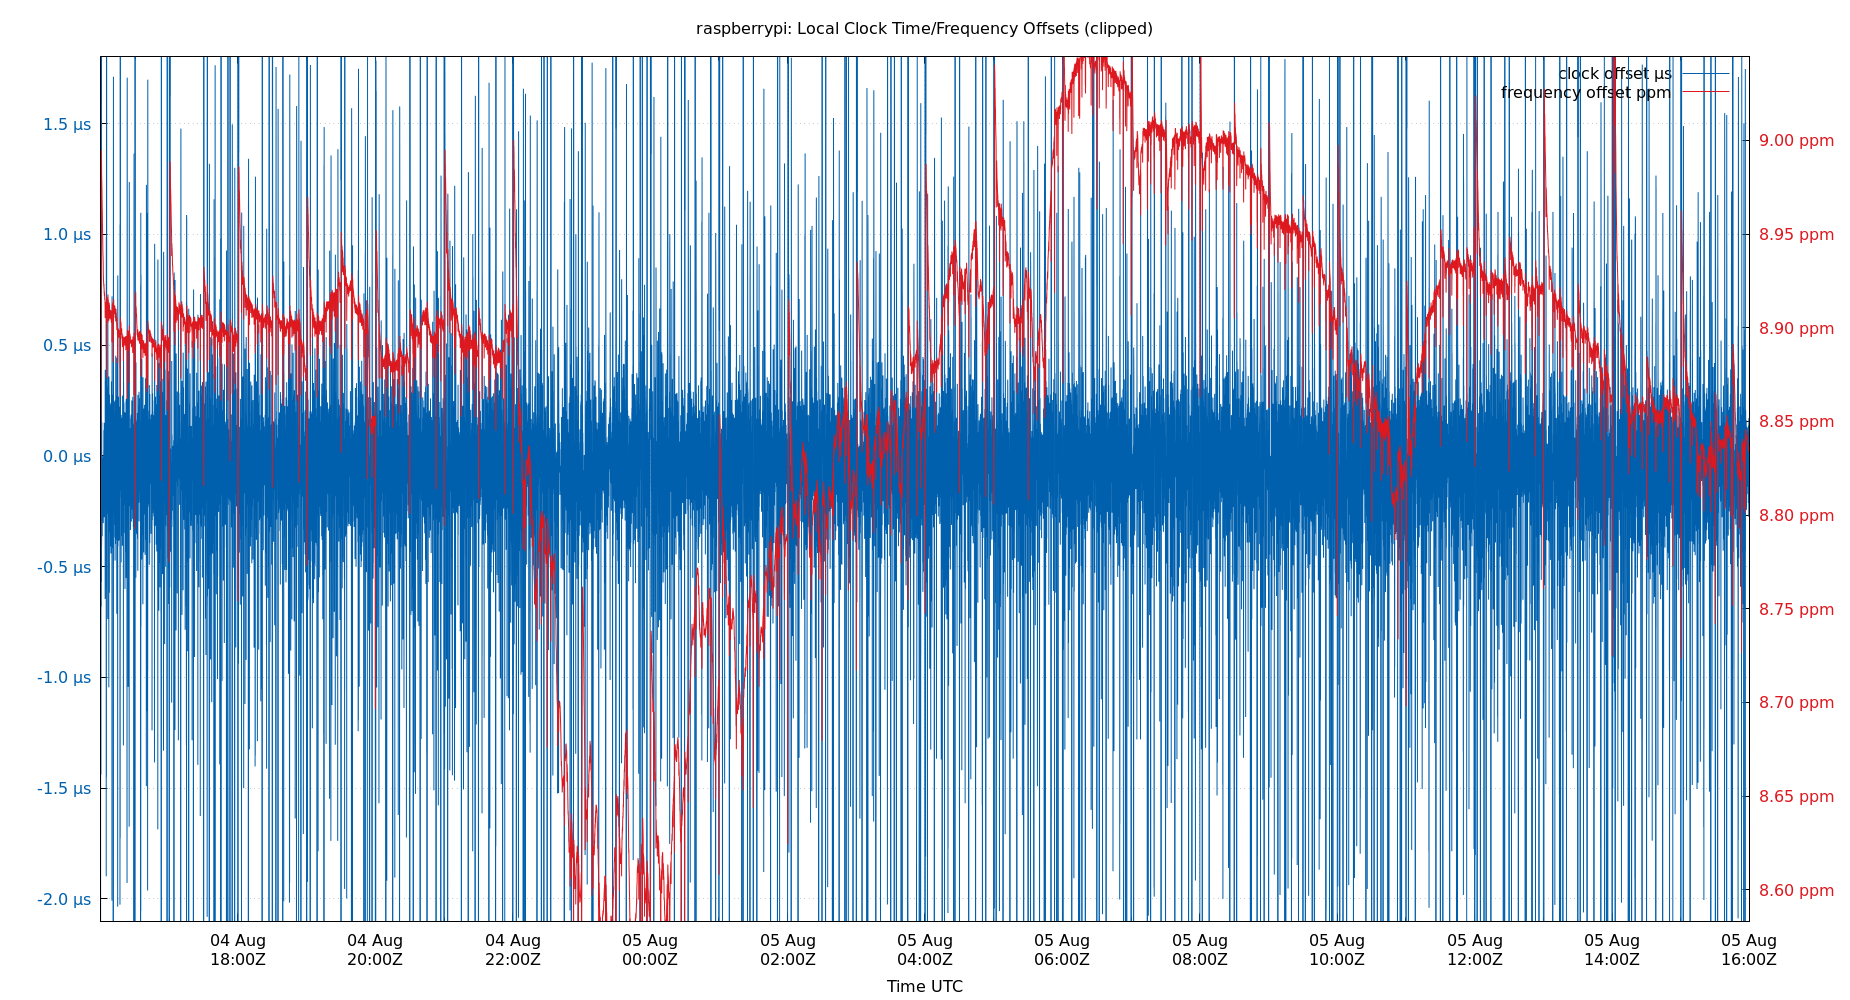 raspberrypi: Local Clock Time/Frequency Offsets (clipped)
clock offset µs
frequency offset ppm
1.5 µs
1.0 µs
0.5 µs
0.0 µs
-0.5 µs
-1.0 µs
-1.5 µs
-2.0 µs
9.00 ppm
8.95 ppm
8.90 ppm
8.85 ppm
8.80 ppm
8.75 ppm
8.70 ppm
8.65 ppm
8.60 ppm
04 Aug 04 Aug 04 Aug 05 Aug 05 Aug 05 Aug 05 Aug 05 Aug 05 Aug 05 Aug 05 Aug 05 Aug
18:00Z 20:00Z 22:00Z 00:00Z 02:00Z 04:00Z 06:00Z 08:00Z 10:00Z 12:00Z 14:00Z 16:00Z
Time UTC